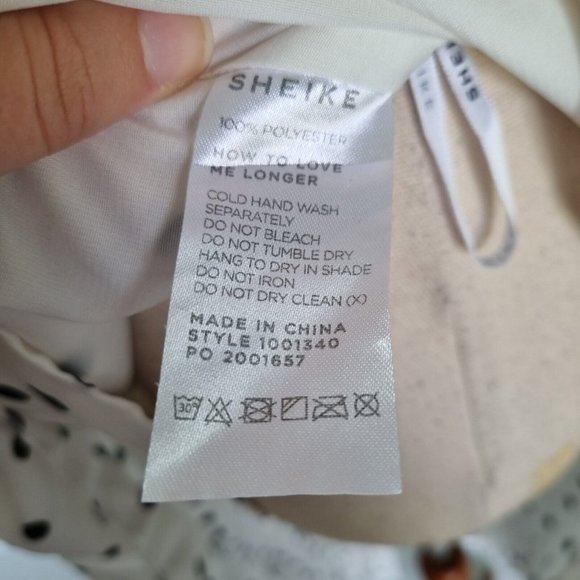 SHEIKE
100% POLYESTER
HOW TO LOVE
ME LONGER
COLD HAND WASH
SEPARATELY
DO NOT BLEACH
DO NOT TUMBLE DRY
HANG TO DRY IN SHADE
DO NOT IRON
DO NOT DRY CLEAN (X)
MADE IN CHINA
STYLE 1001340
PO 2001657
30°